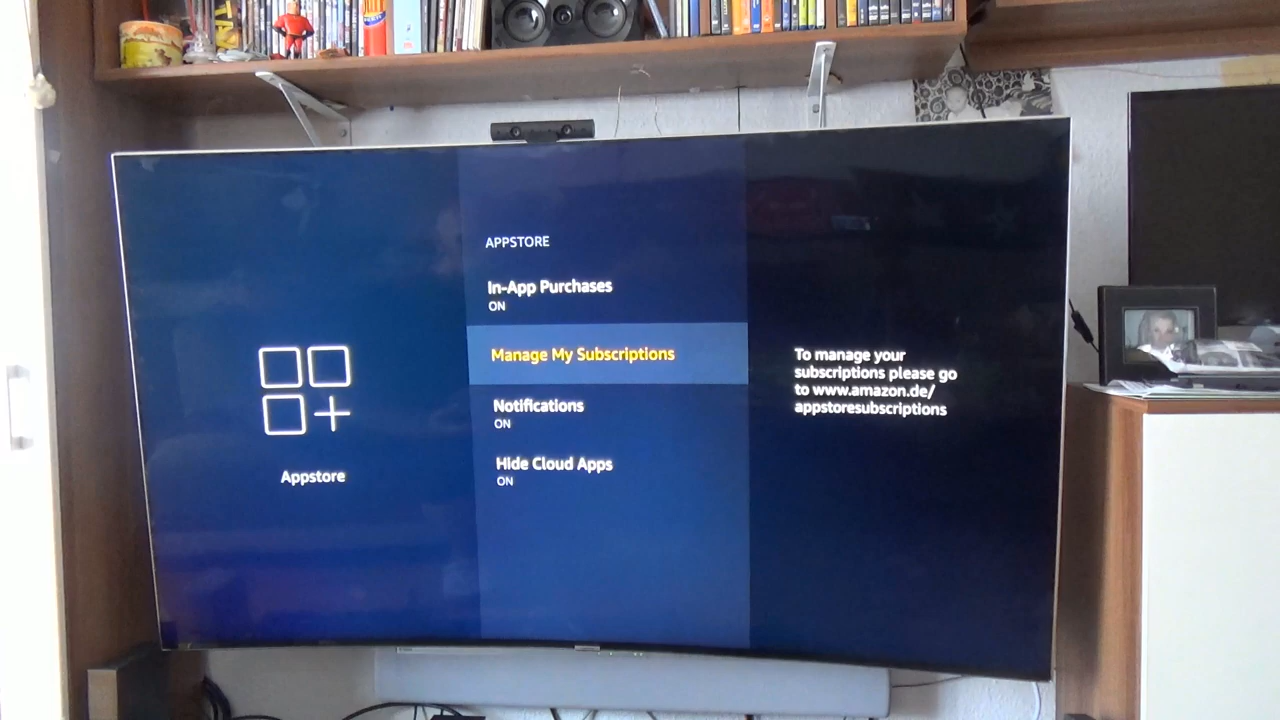 APPSTORE
In-App Purchases
ON
Manage My Subscriptions
Notifications
ON
Hide Cloud Apps
ON
Appstore
To manage your
subscriptions please go
to www.amazon.de/
appstoresubscriptions